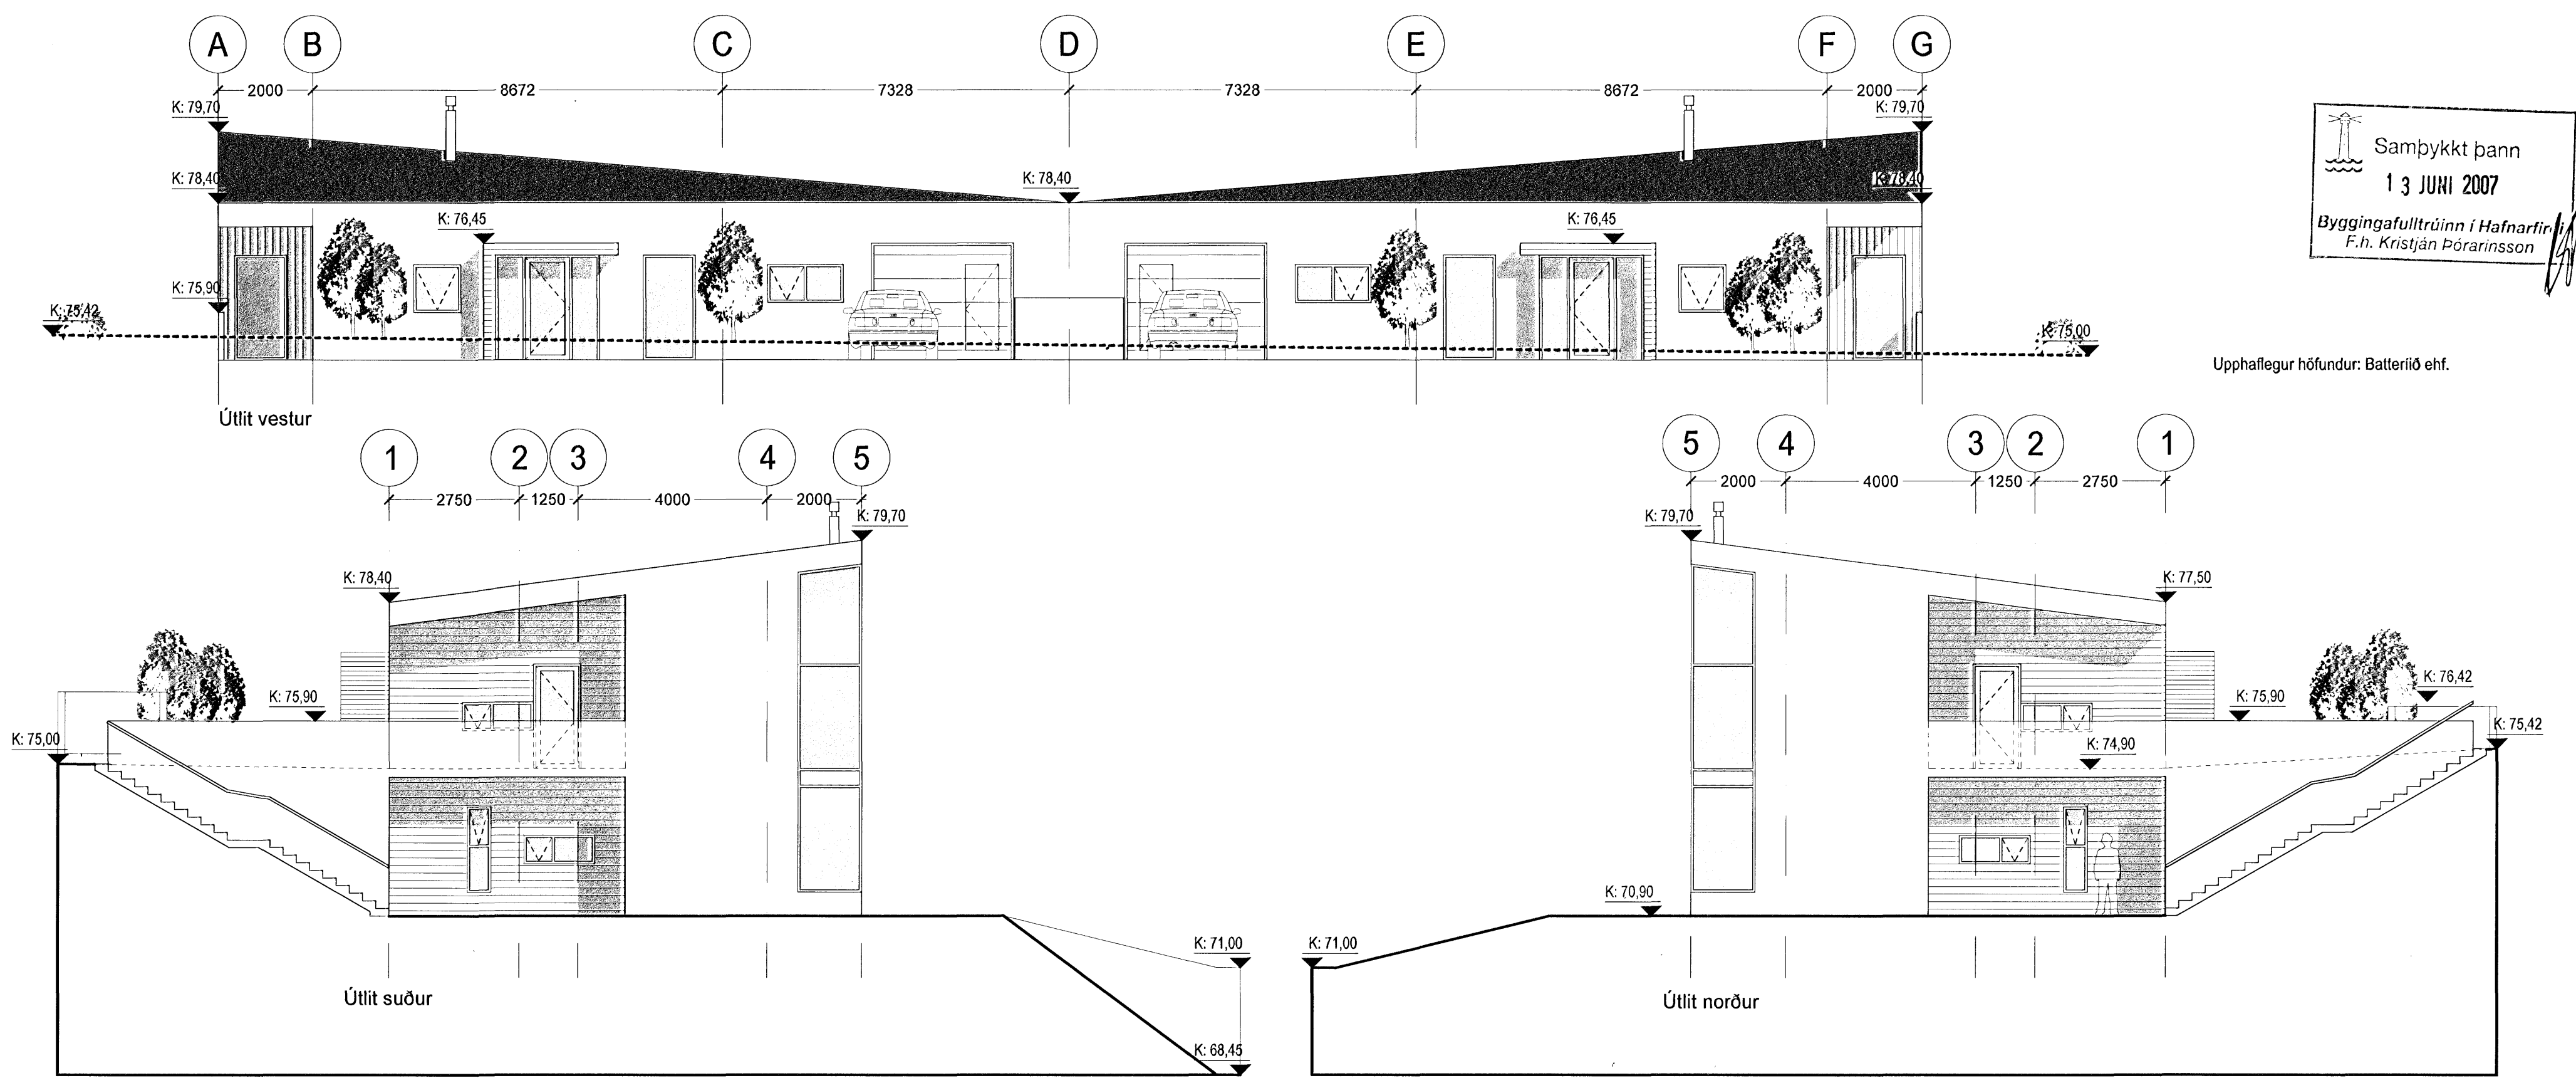 A B C D E F G
2000 8672 7328 7328 8672 2000
K: 79,70 K: 79,70
K: 78,40 K: 78,40 K: 78,40
K: 76,45 K: 76,45
K: 75,90
K: 75,42 K: 75,00
Samþykkt þann
13 JUNI 2007
Byggingafulltrúinn í Hafnarfirði
F.h. Kristján Þórarinsson
Upphaflegur höfundur: Batteríið ehf.
Útlit vestur
1 2 3 4 5
2750 1250 4000 2000
K: 79,70
K: 78,40
K: 75,90
K: 75,00
K: 71,00
K: 68,45
Útlit suður
5 4 3 2 1
2000 4000 1250 2750
K: 79,70
K: 77,50
K: 76,42
K: 75,90
K: 75,42
K: 74,90
K: 70,90
K: 71,00
Útlit norður